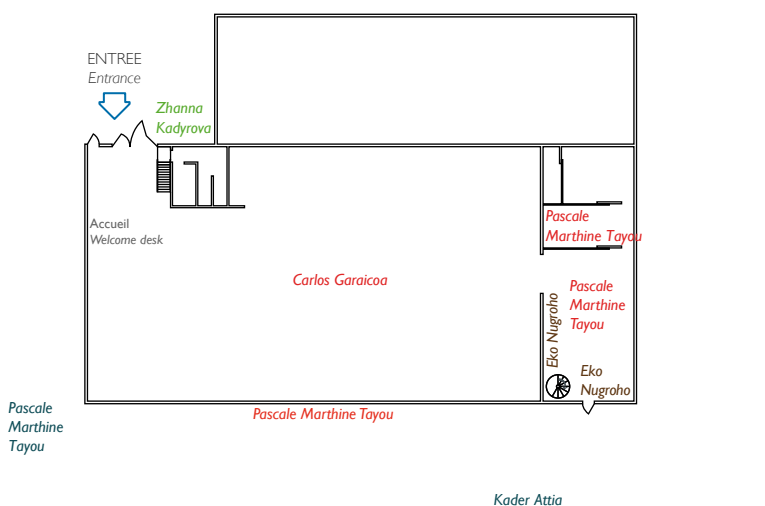 ENTREE
Entrance
Zhanna
Kadyrova
Accueil
Welcome desk
Pascale
Marthine Tayou
Carlos Garaicoa
Pascale
Marthine
Tayou
Eko Nugroho
Eko
Nugroho
Pascale
Marthine
Tayou
Pascale Marthine Tayou
Kader Attia